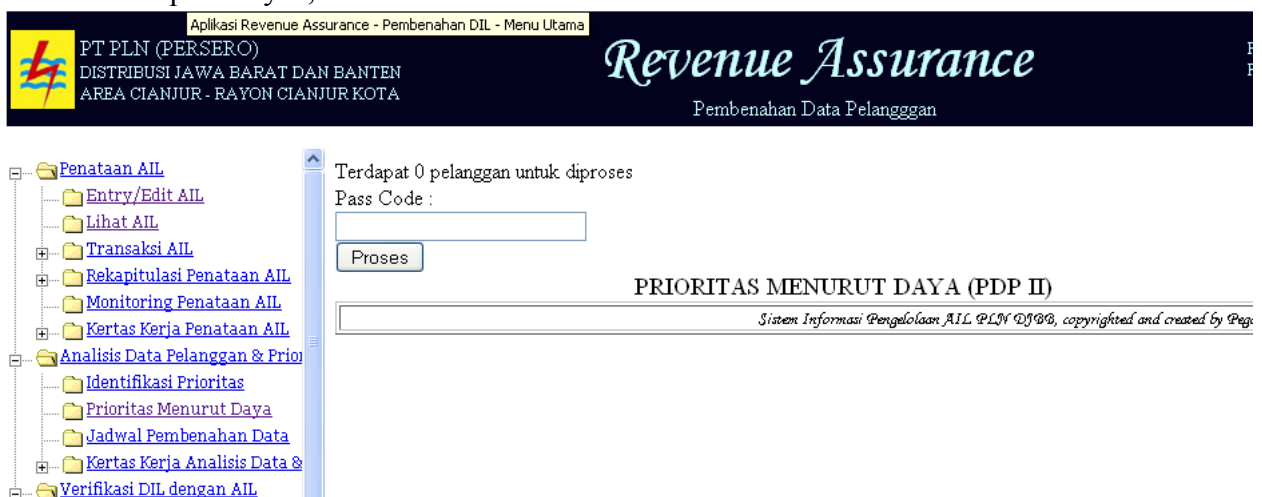 Aplikasi Revenue Assurance - Pembenahan DIL - Menu Utama
PT PLN (PERSERO)
DISTRIBUSI JAWA BARAT DAN BANTEN
AREA CIANJUR - RAYON CIANJUR KOTA
Revenue Assurance
Pembenahan Data Pelangggan
Penataan AIL
Entry/Edit AIL
Lihat AIL
Transaksi AIL
Rekapitulasi Penataan AIL
Monitoring Penataan AIL
Kertas Kerja Penataan AIL
Analisis Data Pelanggan & Prior
Identifikasi Prioritas
Prioritas Menurut Daya
Jadwal Pembenahan Data
Kertas Kerja Analisis Data &
Verifikasi DIL dengan AIL
Terdapat 0 pelanggan untuk diproses
Pass Code :
Proses
PRIORITAS MENURUT DAYA (PDP II)
Sistem Informasi Pengelolaan AIL PLN DJBB, copyrighted and created by